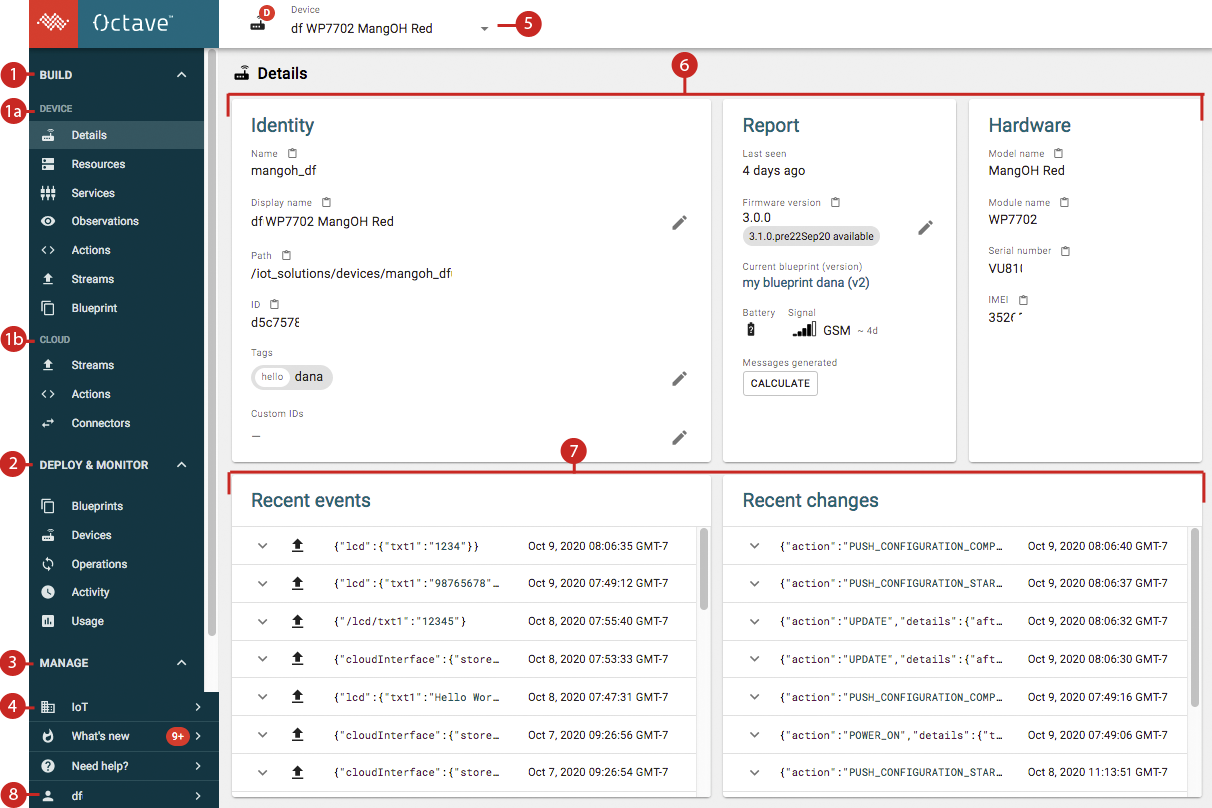 Octave™
D
Device
df WP7702 MangOH Red
5
1
BUILD
1a
DEVICE
Details
Resources
Services
Observations
Actions
Streams
Blueprint
1b
CLOUD
Streams
Actions
Connectors
2
DEPLOY & MONITOR
Blueprints
Devices
Operations
Activity
Usage
3
MANAGE
4
IoT
What's new
9+
Need help?
8
df
Details
6
Identity
Name
mangoh_df
Display name
df WP7702 MangOH Red
Path
/iot_solutions/devices/mangoh_df
ID
d5c7578
Tags
hello dana
Custom IDs
—
Report
Last seen
4 days ago
Firmware version
3.0.0
3.1.0.pre22Sep20 available
Current blueprint (version)
my blueprint dana (v2)
Battery Signal
GSM ~ 4d
Messages generated
CALCULATE
Hardware
Model name
MangOH Red
Module name
WP7702
Serial number
VU81
IMEI
3526
7
Recent events
{"lcd":{"txt1":"1234"}} Oct 9, 2020 08:06:35 GMT-7
{"lcd":{"txt1":"98765678"… Oct 9, 2020 07:49:12 GMT-7
{"/lcd/txt1":"12345"} Oct 8, 2020 07:55:40 GMT-7
{"cloudInterface":{"store… Oct 8, 2020 07:53:33 GMT-7
{"lcd":{"txt1":"Hello Wor… Oct 8, 2020 07:47:31 GMT-7
{"cloudInterface":{"store… Oct 7, 2020 09:26:56 GMT-7
{"cloudInterface":{"store… Oct 7, 2020 09:26:54 GMT-7
Recent changes
{"action":"PUSH_CONFIGURATION_COMP… Oct 9, 2020 08:06:40 GMT-7
{"action":"PUSH_CONFIGURATION_STAR… Oct 9, 2020 08:06:37 GMT-7
{"action":"UPDATE","details":{"aft… Oct 9, 2020 08:06:32 GMT-7
{"action":"UPDATE","details":{"aft… Oct 9, 2020 08:06:30 GMT-7
{"action":"PUSH_CONFIGURATION_COMP… Oct 9, 2020 07:49:16 GMT-7
{"action":"POWER_ON","details":{"t… Oct 9, 2020 07:49:06 GMT-7
{"action":"PUSH_CONFIGURATION_STAR… Oct 8, 2020 11:13:51 GMT-7